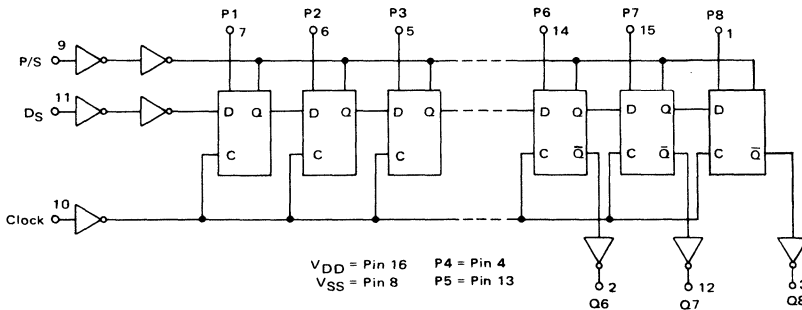 P1 P2 P3 P6 P7 P8
7 6 5 14 15 1
P/S 9
DS 11
D Q D Q D Q D Q D Q D
C C C C Q̅ C Q̅ C Q̅
Clock 10
VDD = Pin 16 P4 = Pin 4
VSS = Pin 8 P5 = Pin 13
2 12 3
Q6 Q7 Q8